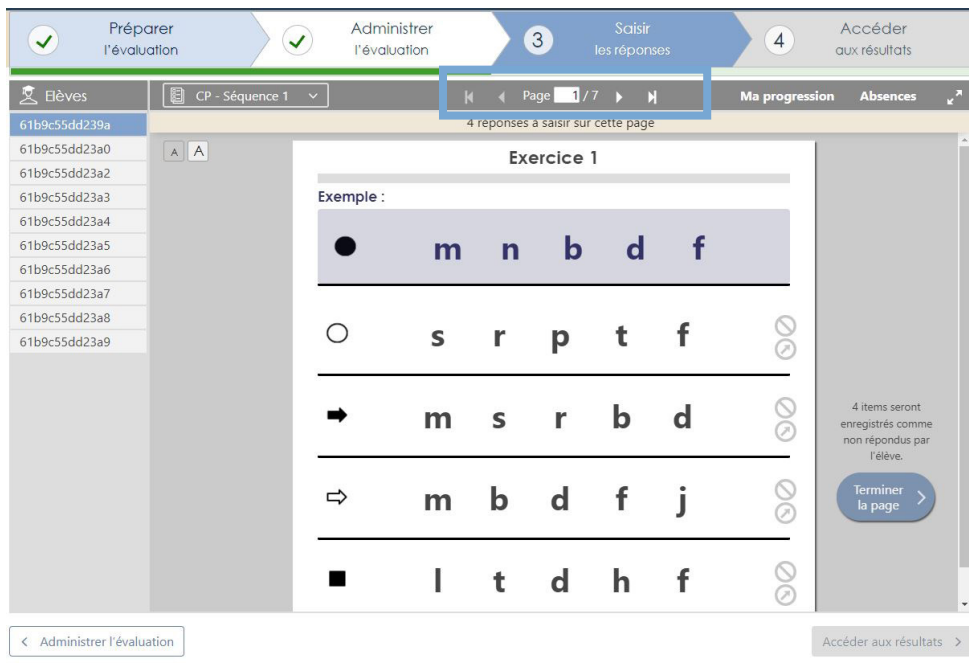 Préparer
l'évaluation
Administrer
l'évaluation
3
Saisir
les réponses
4
Accéder
aux résultats
Elèves
CP - Séquence 1
Page 1 / 7
Ma progression
Absences
4 réponses à saisir sur cette page
61b9c55dd239a
61b9c55dd23a0
61b9c55dd23a2
61b9c55dd23a3
61b9c55dd23a4
61b9c55dd23a5
61b9c55dd23a6
61b9c55dd23a7
61b9c55dd23a8
61b9c55dd23a9
A A
Exercice 1
Exemple :
m n b d f
s r p t f
m s r b d
m b d f j
l t d h f
4 items seront
enregistrés comme
non répondus par
l'élève.
Terminer
la page
Administrer l'évaluation
Accéder aux résultats